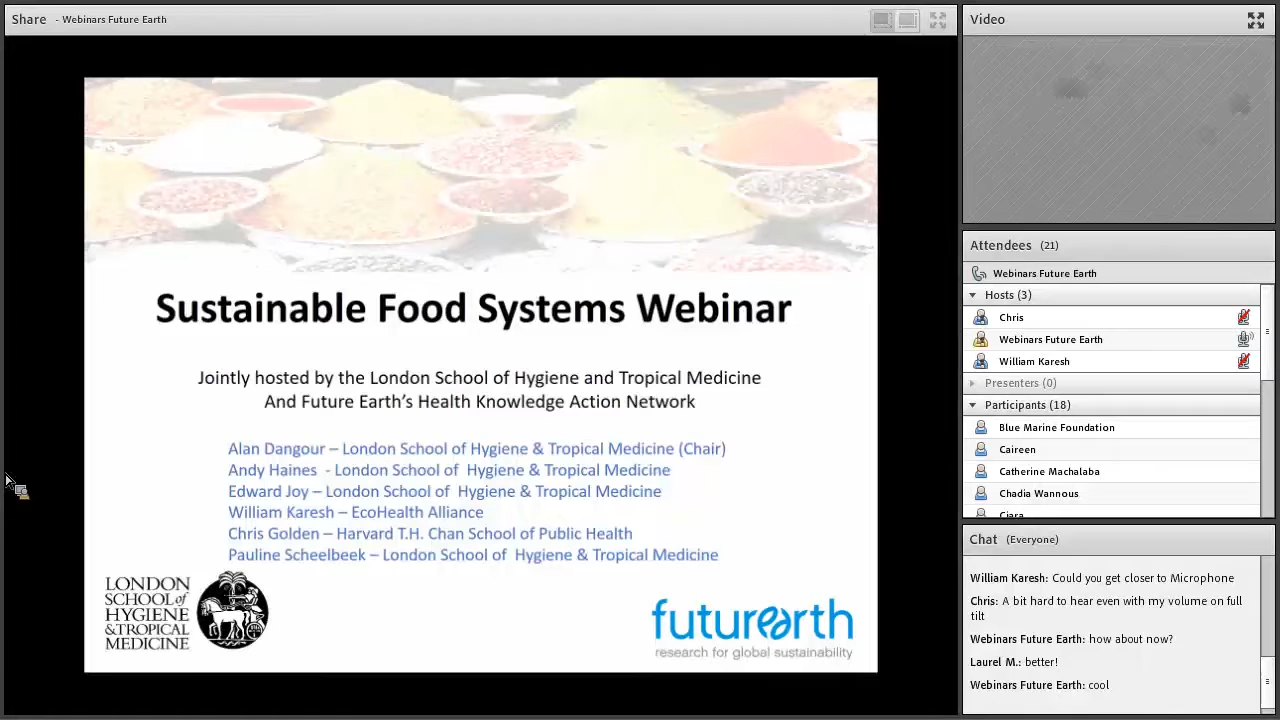 Share - Webinars Future Earth
Sustainable Food Systems Webinar
Jointly hosted by the London School of Hygiene and Tropical Medicine
And Future Earth's Health Knowledge Action Network
Alan Dangour – London School of Hygiene & Tropical Medicine (Chair)
Andy Haines - London School of Hygiene & Tropical Medicine
Edward Joy – London School of Hygiene & Tropical Medicine
William Karesh – EcoHealth Alliance
Chris Golden – Harvard T.H. Chan School of Public Health
Pauline Scheelbeek – London School of Hygiene & Tropical Medicine
LONDON
SCHOOL of
HYGIENE
& TROPICAL
MEDICINE
futurearth
research for global sustainability
Video
Attendees (21)
Webinars Future Earth
Hosts (3)
Chris
Webinars Future Earth
William Karesh
Presenters (0)
Participants (18)
Blue Marine Foundation
Caireen
Catherine Machalaba
Chadia Wannous
Ciara
Chat (Everyone)
William Karesh: Could you get closer to Microphone
Chris: A bit hard to hear even with my volume on full
tilt
Webinars Future Earth: how about now?
Laurel M.: better!
Webinars Future Earth: cool